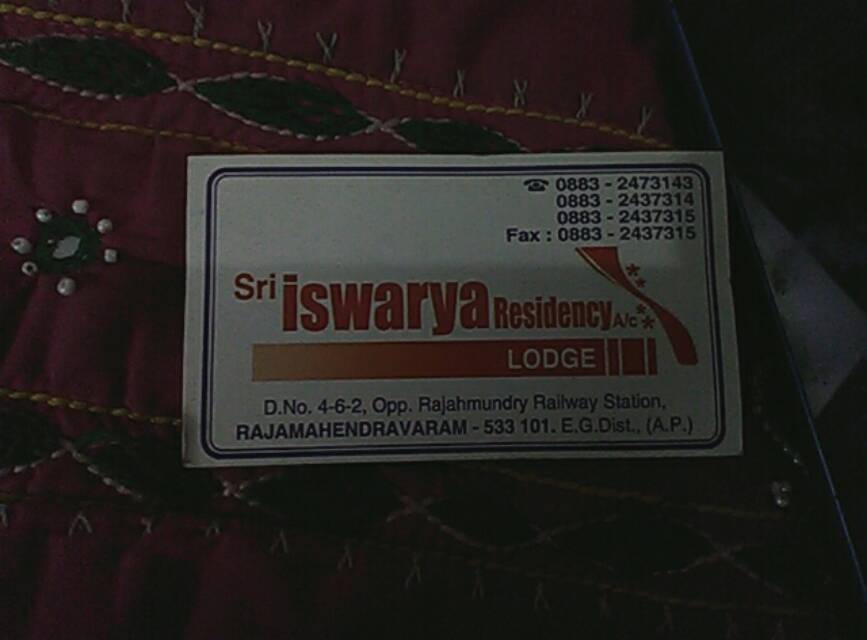 ☎ 0883 - 2473143
0883 - 2437314
0883 - 2437315
Fax : 0883 - 2437315
Sri iswarya Residency A/c
LODGE
D.No. 4-6-2, Opp. Rajahmundry Railway Station,
RAJAMAHENDRAVARAM - 533 101. E.G.Dist., (A.P.)